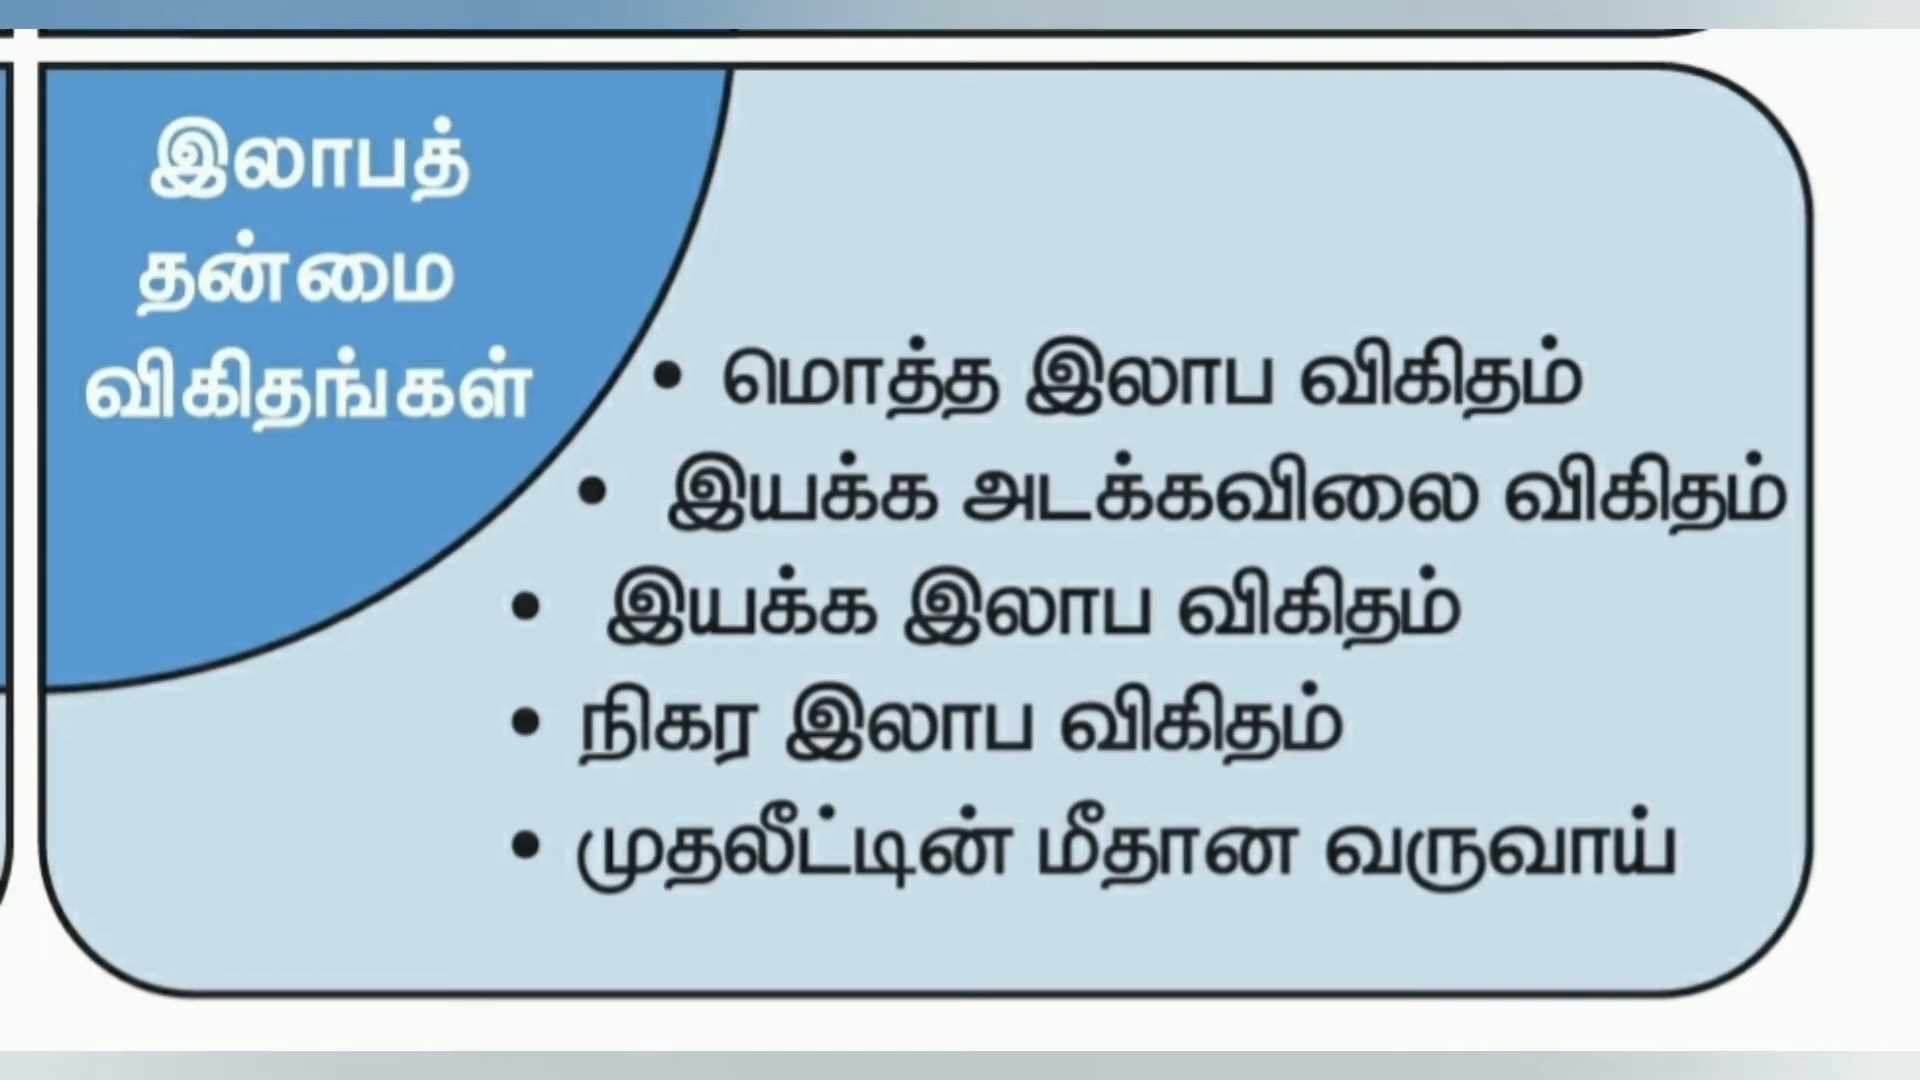 இலாபத்
தன்மை
விகிதங்கள்
• மொத்த இலாப விகிதம்
• இயக்க அடக்கவிலை விகிதம்
• இயக்க இலாப விகிதம்
• நிகர இலாப விகிதம்
• முதலீட்டின் மீதான வருவாய்